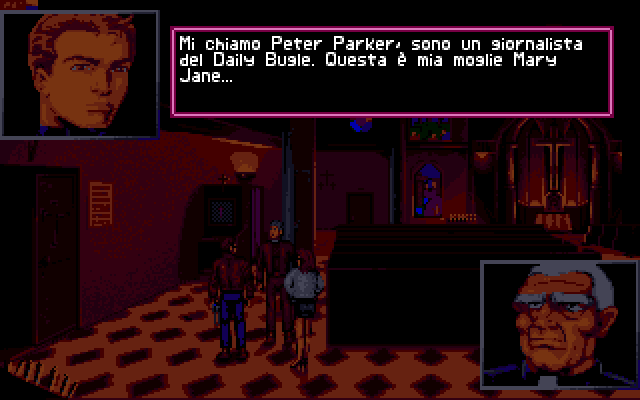 Mi chiamo Peter Parker, sono un giornalista
del Daily Bugle. Questa è mia moglie Mary
Jane...